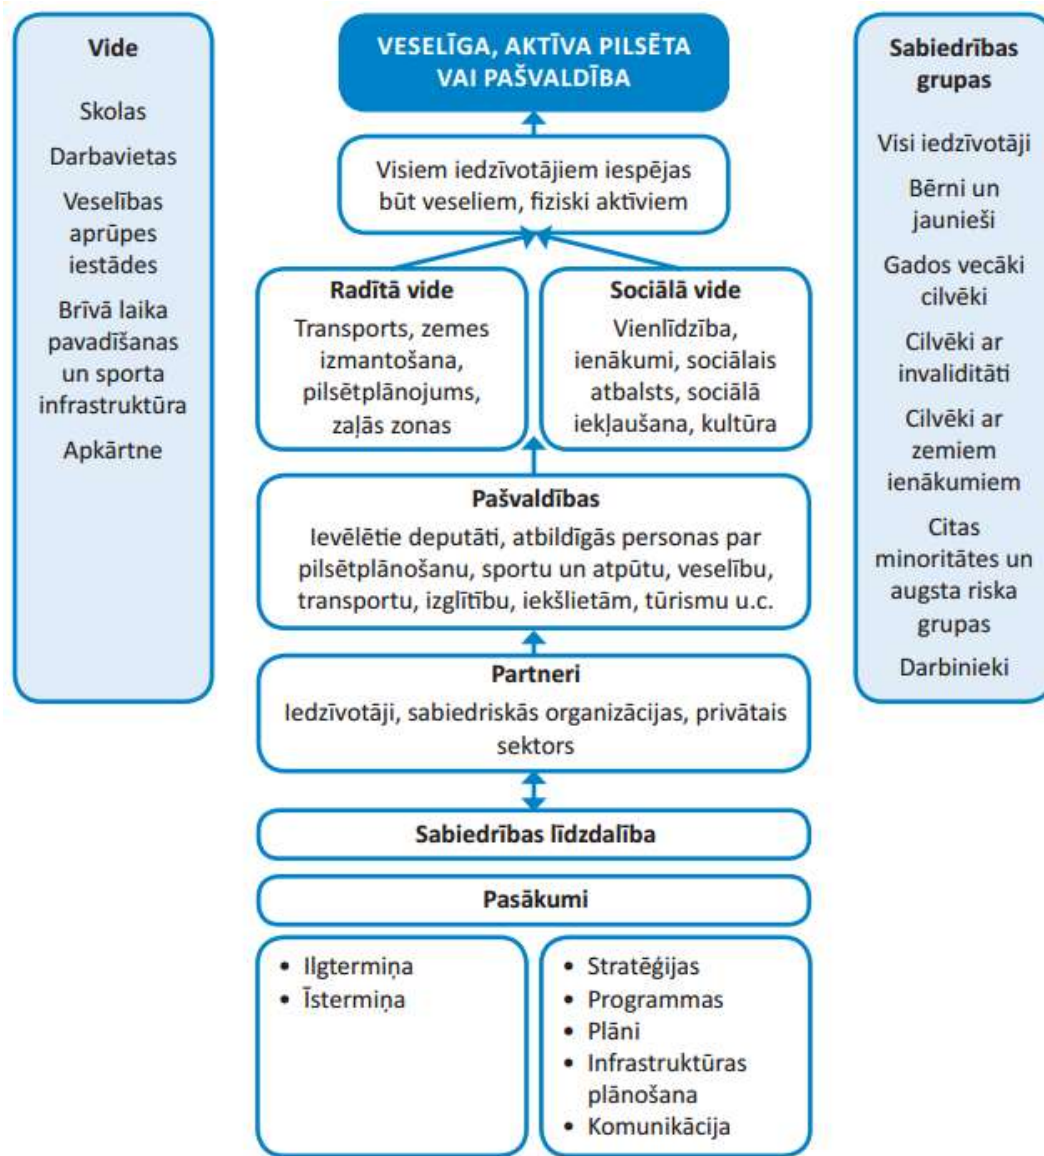 Vide
Skolas
Darbavietas
Veselības
aprūpes
iestādes
Brīvā laika
pavadīšanas
un sporta
infrastruktūra
Apkārtne
VESELĪGA, AKTĪVA PILSĒTA
VAI PAŠVALDĪBA
Visiem iedzīvotājiem iespējas
būt veseliem, fiziski aktīviem
Radītā vide
Transports, zemes
izmantošana,
pilsētplānojums,
zaļās zonas
Sociālā vide
Vienlīdzība,
ienākumi, sociālais
atbalsts, sociālā
iekļaušana, kultūra
Pašvaldības
Ievēlētie deputāti, atbildīgās personas par
pilsētplānošanu, sportu un atpūtu, veselību,
transportu, izglītību, iekšlietām, tūrismu u.c.
Partneri
Iedzīvotāji, sabiedriskās organizācijas, privātais
sektors
Sabiedrības līdzdalība
Pasākumi
• Ilgtermiņa
• Īstermiņa
• Stratēģijas
• Programmas
• Plāni
• Infrastruktūras
plānošana
• Komunikācija
Sabiedrības
grupas
Visi iedzīvotāji
Bērni un
jaunieši
Gados vecāki
cilvēki
Cilvēki ar
invaliditāti
Cilvēki ar
zemiem
ienākumiem
Citas
minoritātes un
augsta riska
grupas
Darbinieki